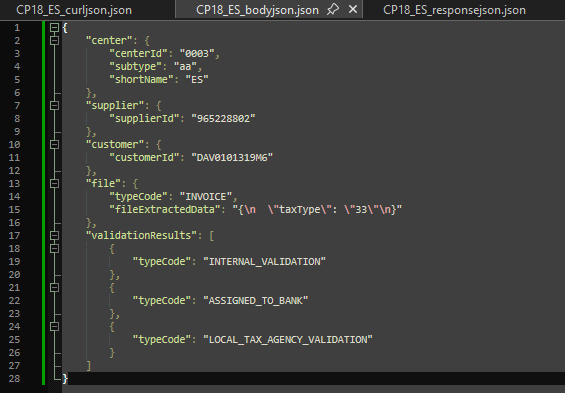 CP18_ES_curljson.json CP18_ES_bodyjson.json CP18_ES_responsejson.json
1 {
2 "center": {
3 "centerId": "0003",
4 "subtype": "aa",
5 "shortName": "ES"
6 },
7 "supplier": {
8 "supplierId": "965228802"
9 },
10 "customer": {
11 "customerId": "DAV0101319M6"
12 },
13 "file": {
14 "typeCode": "INVOICE",
15 "fileExtractedData": "{\n  \"taxType\": \"33\"\n}"
16 },
17 "validationResults": [
18 {
19 "typeCode": "INTERNAL_VALIDATION"
20 },
21 {
22 "typeCode": "ASSIGNED_TO_BANK"
23 },
24 {
25 "typeCode": "LOCAL_TAX_AGENCY_VALIDATION"
26 }
27 ]
28 }